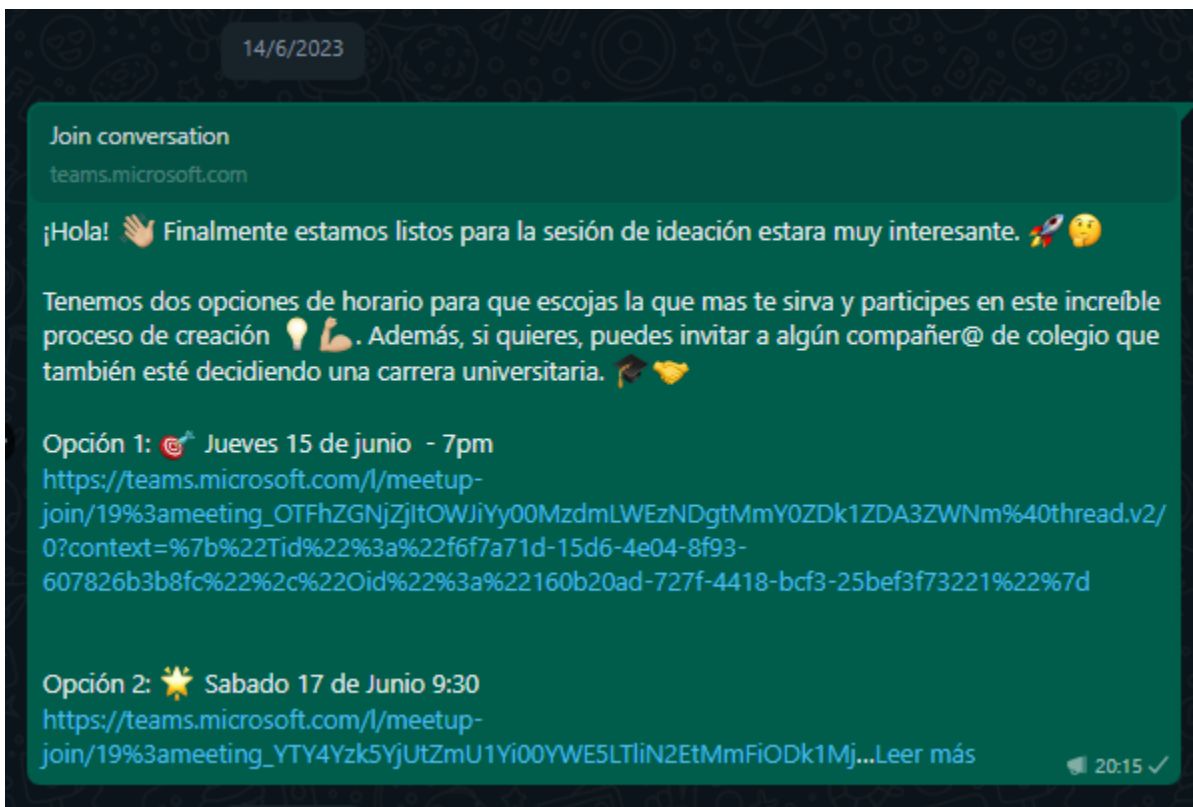 14/6/2023
Join conversation
teams.microsoft.com
¡Hola! 👋🏼 Finalmente estamos listos para la sesión de ideación estara muy interesante. 🚀🤔
Tenemos dos opciones de horario para que escojas la que mas te sirva y participes en este increíble
proceso de creación 💡💪🏼. Además, si quieres, puedes invitar a algún compañer@ de colegio que
también esté decidiendo una carrera universitaria. 🎓🤝
Opción 1: 🎯 Jueves 15 de junio - 7pm
https://teams.microsoft.com/l/meetup-
join/19%3ameeting_OTFhZGNjZjItOWJiYy00MzdmLWEzNDgtMmY0ZDk1ZDA3ZWNm%40thread.v2/
0?context=%7b%22Tid%22%3a%22f6f7a71d-15d6-4e04-8f93-
607826b3b8fc%22%2c%22Oid%22%3a%22160b20ad-727f-4418-bcf3-25bef3f73221%22%7d
Opción 2: 🌟 Sabado 17 de Junio 9:30
https://teams.microsoft.com/l/meetup-
join/19%3ameeting_YTY4Yzk5YjUtZmU1Yi00YWE5LTliN2EtMmFiODk1Mj...Leer más
20:15